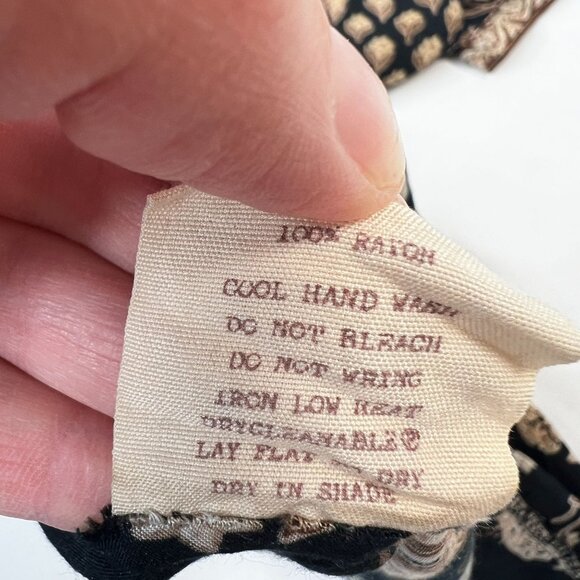 100% RAYON
COOL HAND WASH
DO NOT BLEACH
DO NOT WRING
IRON LOW HEAT
DRYCLEANABLE Ⓟ
LAY FLAT TO DRY
DRY IN SHADE